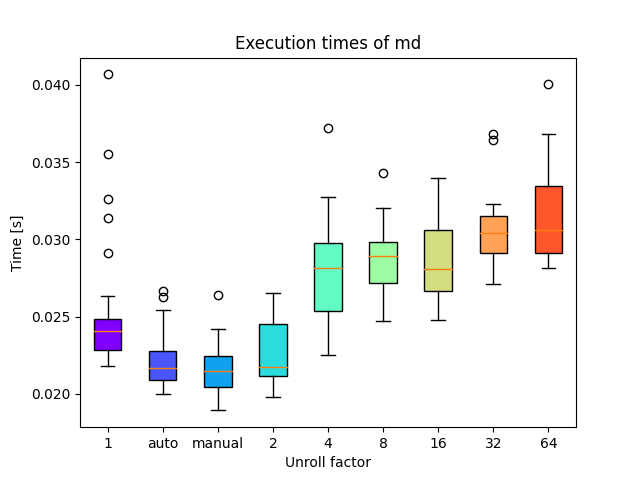 Execution times of md
Time [s]
0.040
0.035
0.030
0.025
0.020
1 auto manual 2 4 8 16 32 64
Unroll factor